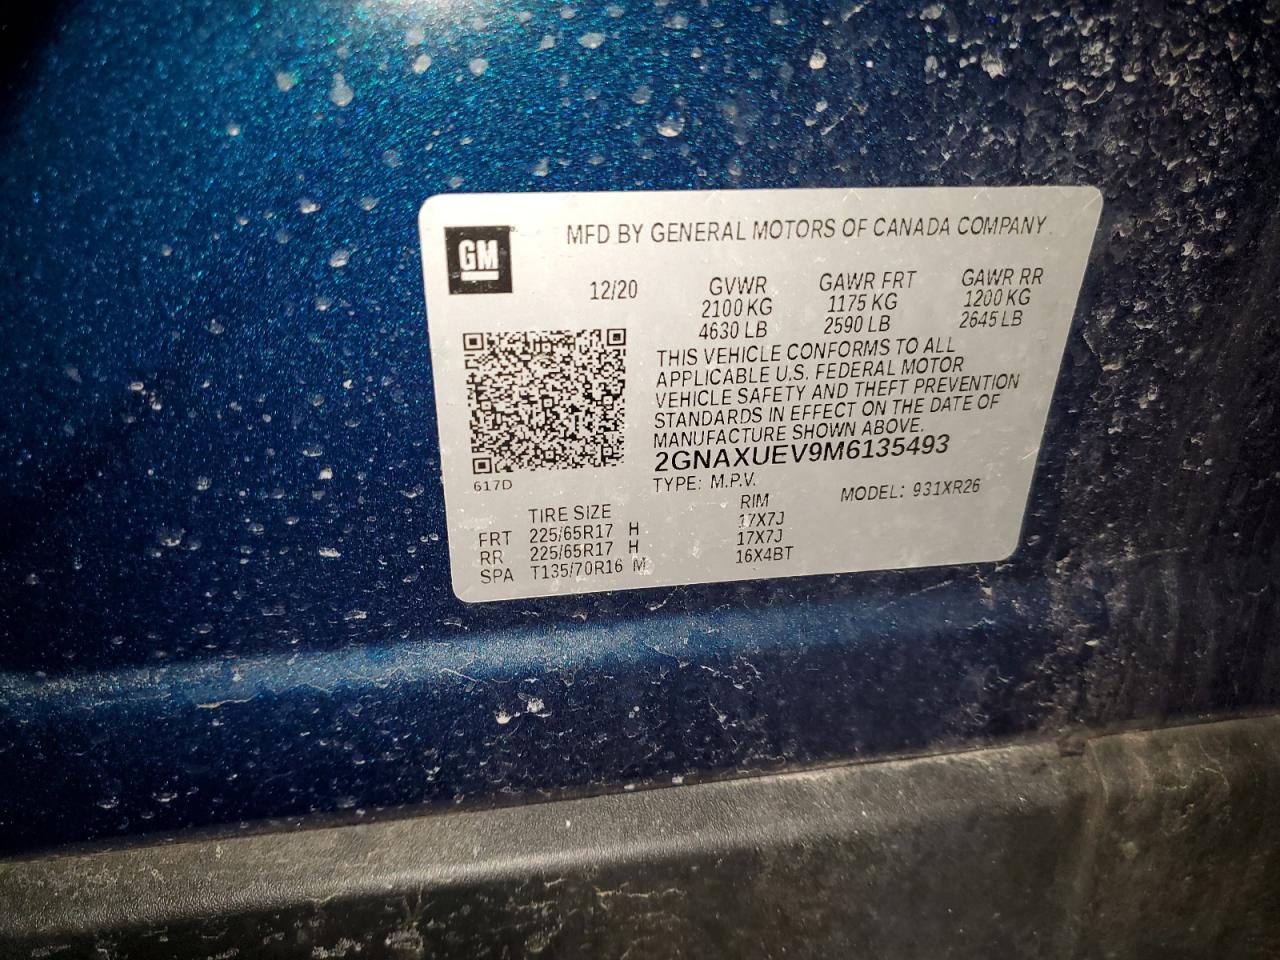 GM
MFD BY GENERAL MOTORS OF CANADA COMPANY
12/20
GVWR
2100 KG
4630 LB
GAWR FRT
1175 KG
2590 LB
GAWR RR
1200 KG
2645 LB
THIS VEHICLE CONFORMS TO ALL
APPLICABLE U.S. FEDERAL MOTOR
VEHICLE SAFETY AND THEFT PREVENTION
STANDARDS IN EFFECT ON THE DATE OF
MANUFACTURE SHOWN ABOVE.
2GNAXUEV9M6135493
617D
TYPE: M.P.V.
MODEL: 931XR26
TIRE SIZE RIM
FRT 225/65R17 H 17X7J
RR 225/65R17 H 17X7J
SPA T135/70R16 M 16X4BT